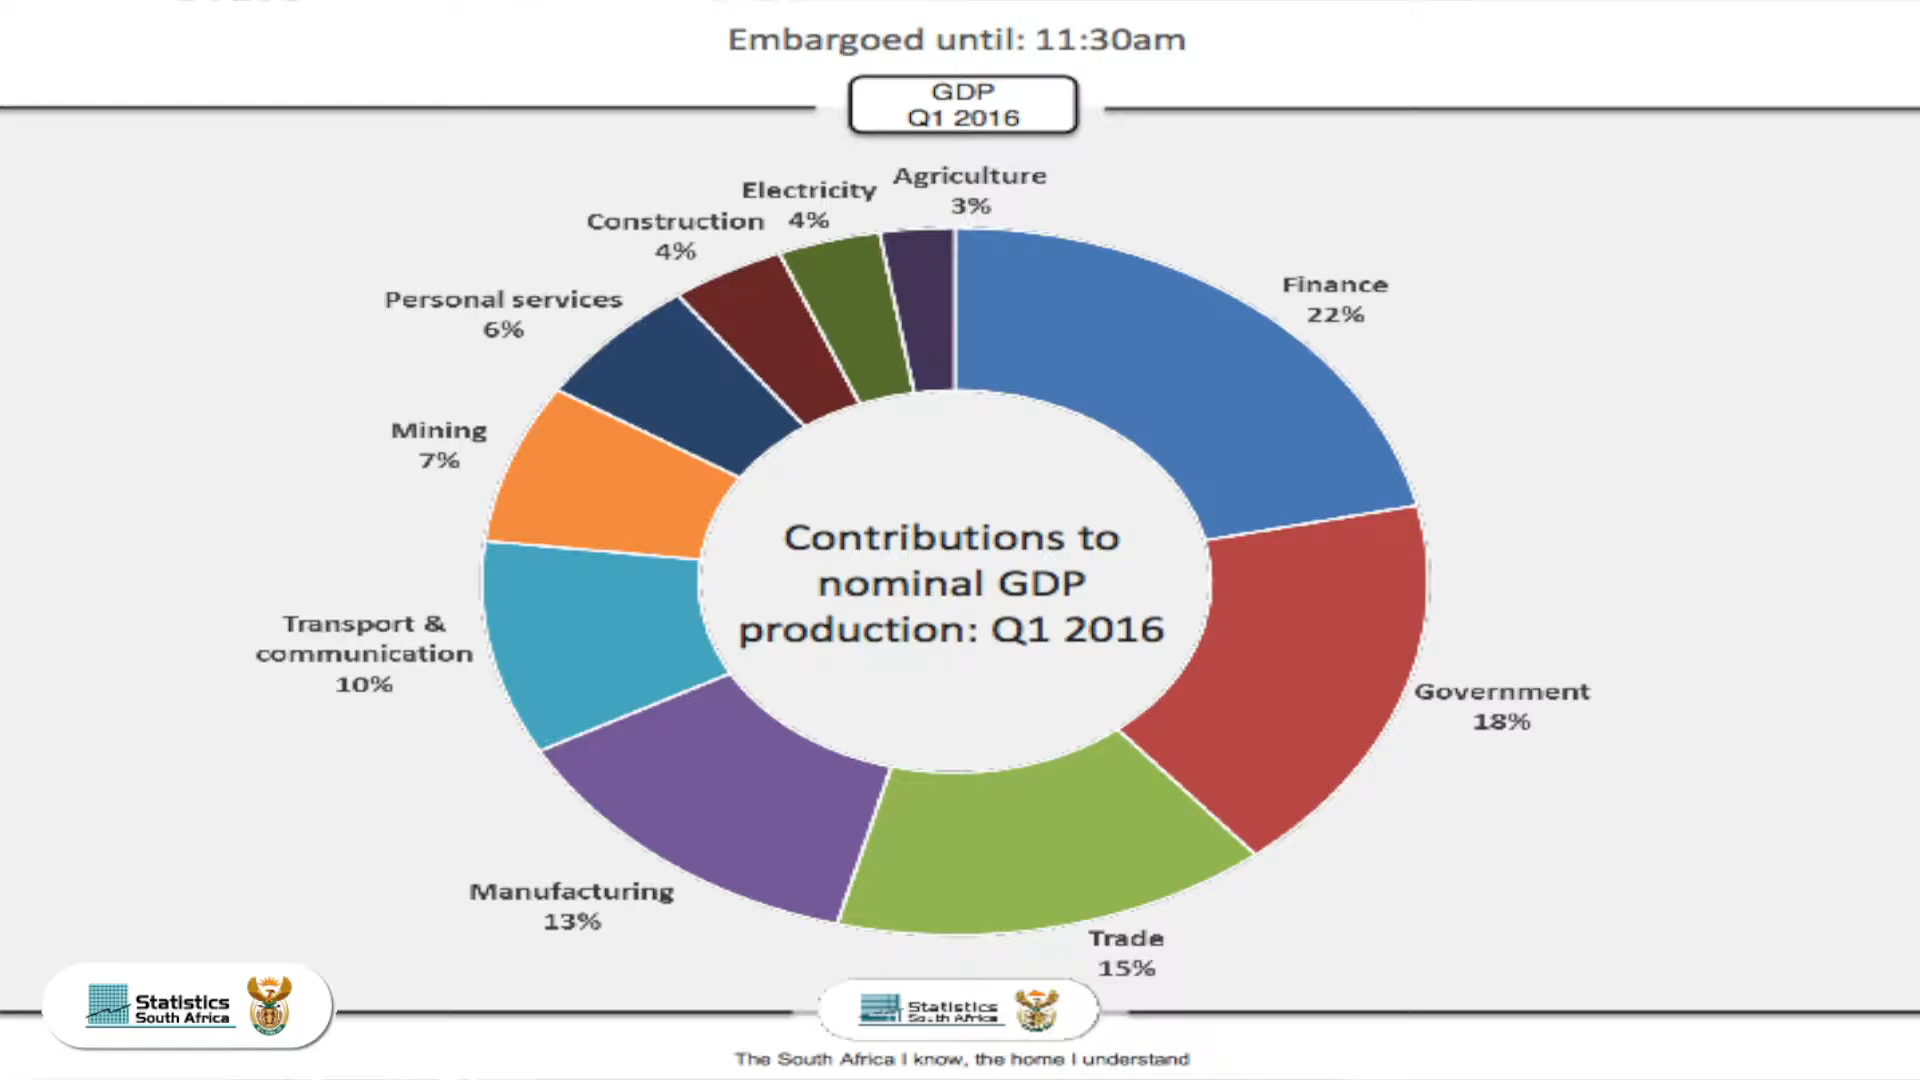 Embargoed until: 11:30am
GDP
Q1 2016
Agriculture
3%
Electricity
4%
Construction
4%
Personal services
6%
Mining
7%
Transport &
communication
10%
Manufacturing
13%
Trade
15%
Government
18%
Finance
22%
Contributions to
nominal GDP
production: Q1 2016
Statistics
South Africa
Statistics
South Africa
The South Africa I know, the home I understand